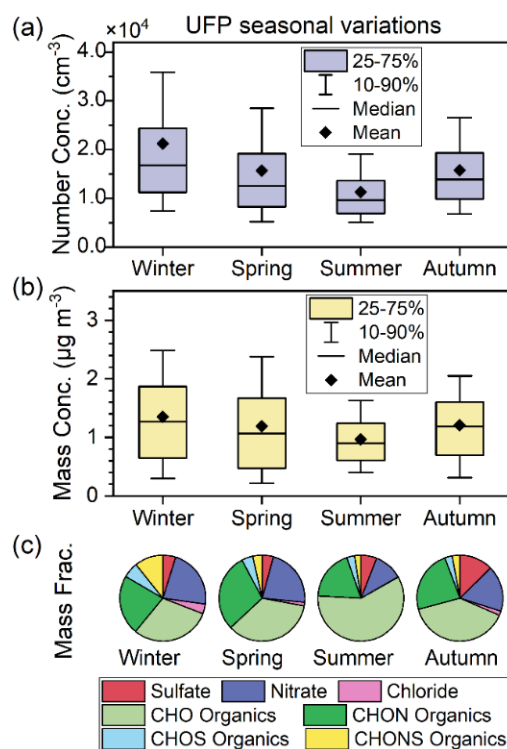 UFP seasonal variations
(a)
×10⁴
Number Conc. (cm⁻³)
4.0
3.0
2.0
1.0
0.0
25-75%
10-90%
Median
Mean
Winter Spring Summer Autumn
(b)
Mass Conc. (µg m⁻³)
3
2
1
0
25-75%
10-90%
Median
Mean
Winter Spring Summer Autumn
(c)
Mass Frac.
Winter Spring Summer Autumn
Sulfate Nitrate Chloride
CHO Organics CHON Organics
CHOS Organics CHONS Organics